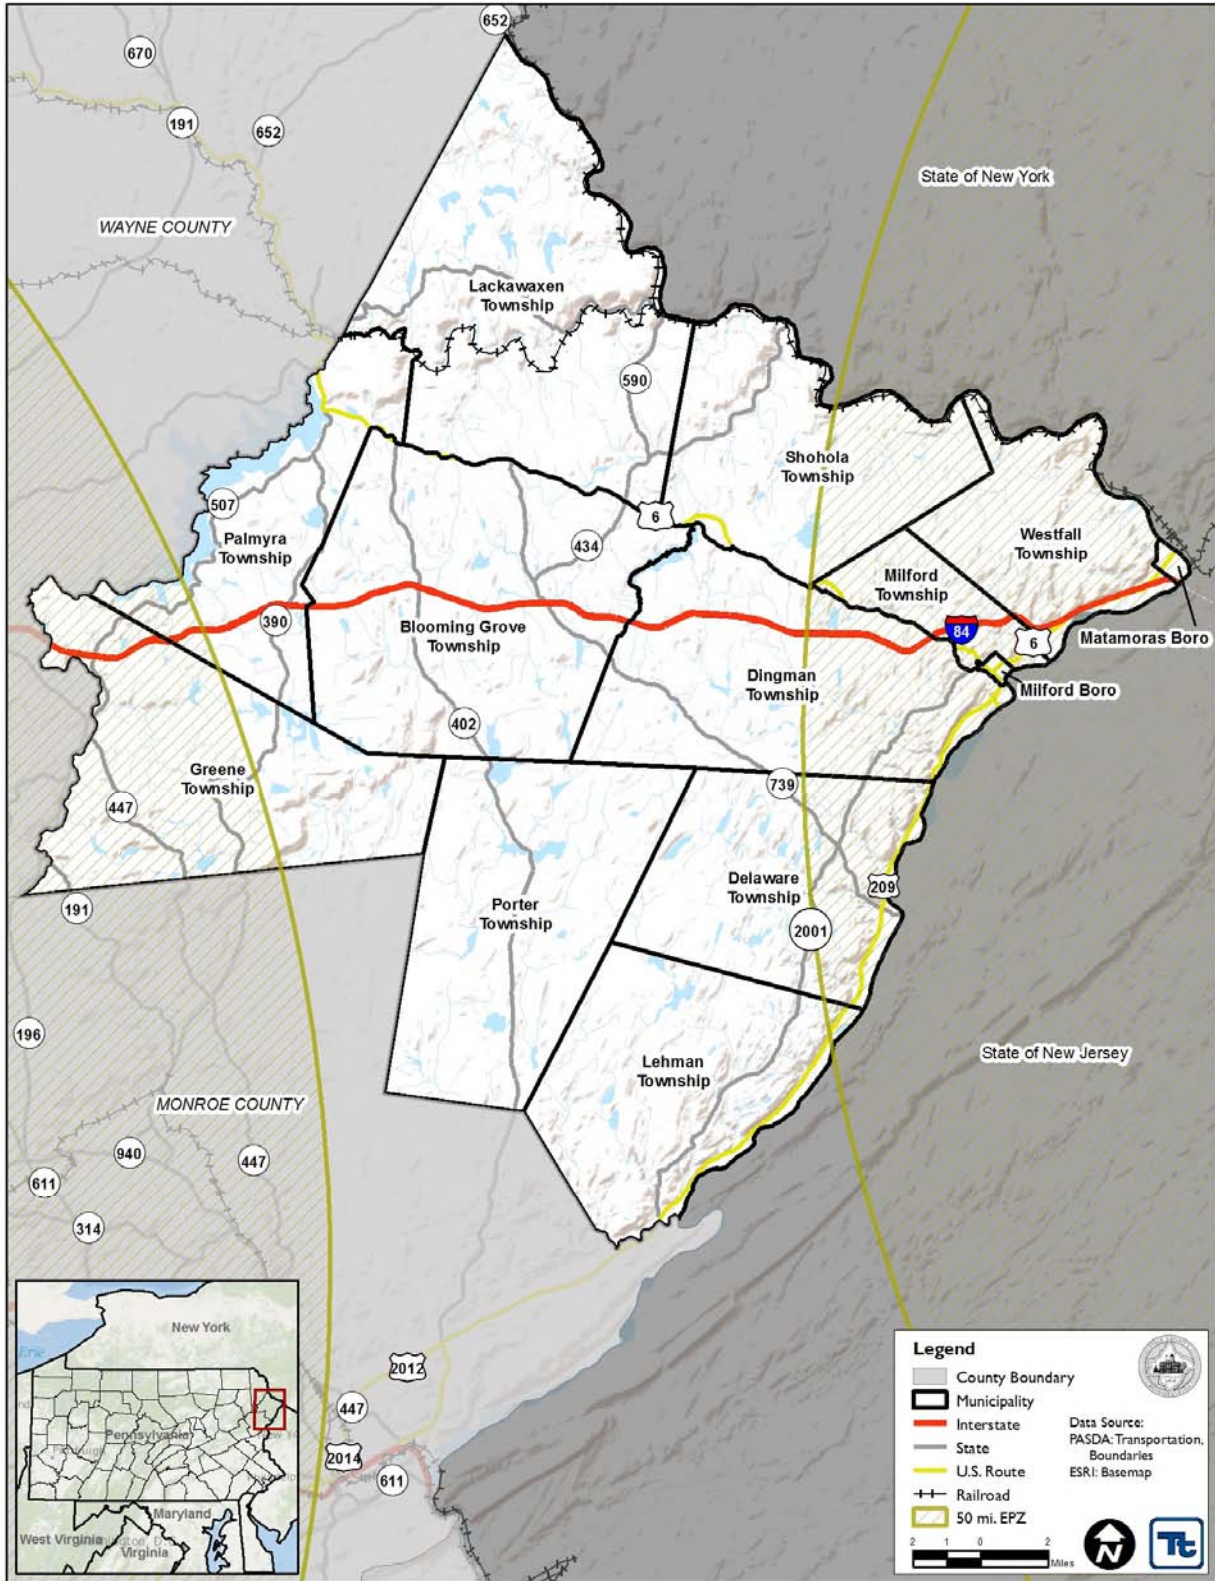 652
670
191
652
State of New York
WAYNE COUNTY
Lackawaxen
Township
590
Shohola
Township
507
6
434
Palmyra
Township
Westfall
Township
Milford
Township
390
Blooming Grove
Township
84
6
Matamoras Boro
Dingman
Township
Milford Boro
402
Greene
Township
739
447
Delaware
Township
209
191
Porter
Township
2001
196
State of New Jersey
Lehman
Township
MONROE COUNTY
940
447
611
314
2012
447
2014
611
New York
Erie
Pennsylvania
Maryland
West Virginia
Virginia
Legend
County Boundary
Municipality
Interstate
State
U.S. Route
Railroad
50 mi. EPZ
Data Source:
PASDA: Transportation,
Boundaries
ESRI: Basemap
2 1 0 2
Miles
N
Tt